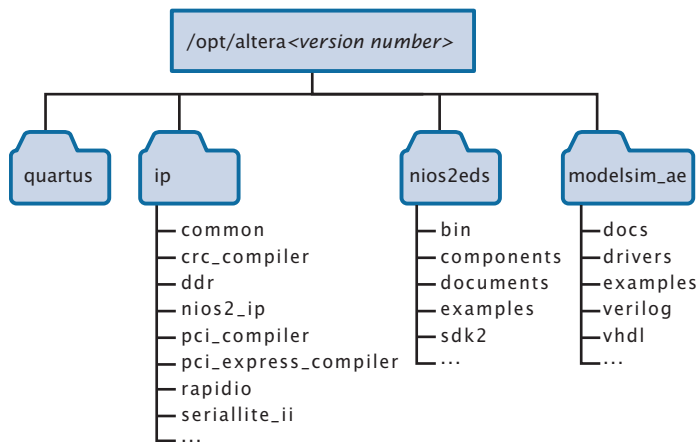 /opt/altera<version number>
quartus
ip
nios2eds
modelsim_ae
common
crc_compiler
ddr
nios2_ip
pci_compiler
pci_express_compiler
rapidio
seriallite_ii
...
bin
components
documents
examples
sdk2
...
docs
drivers
examples
verilog
vhdl
...